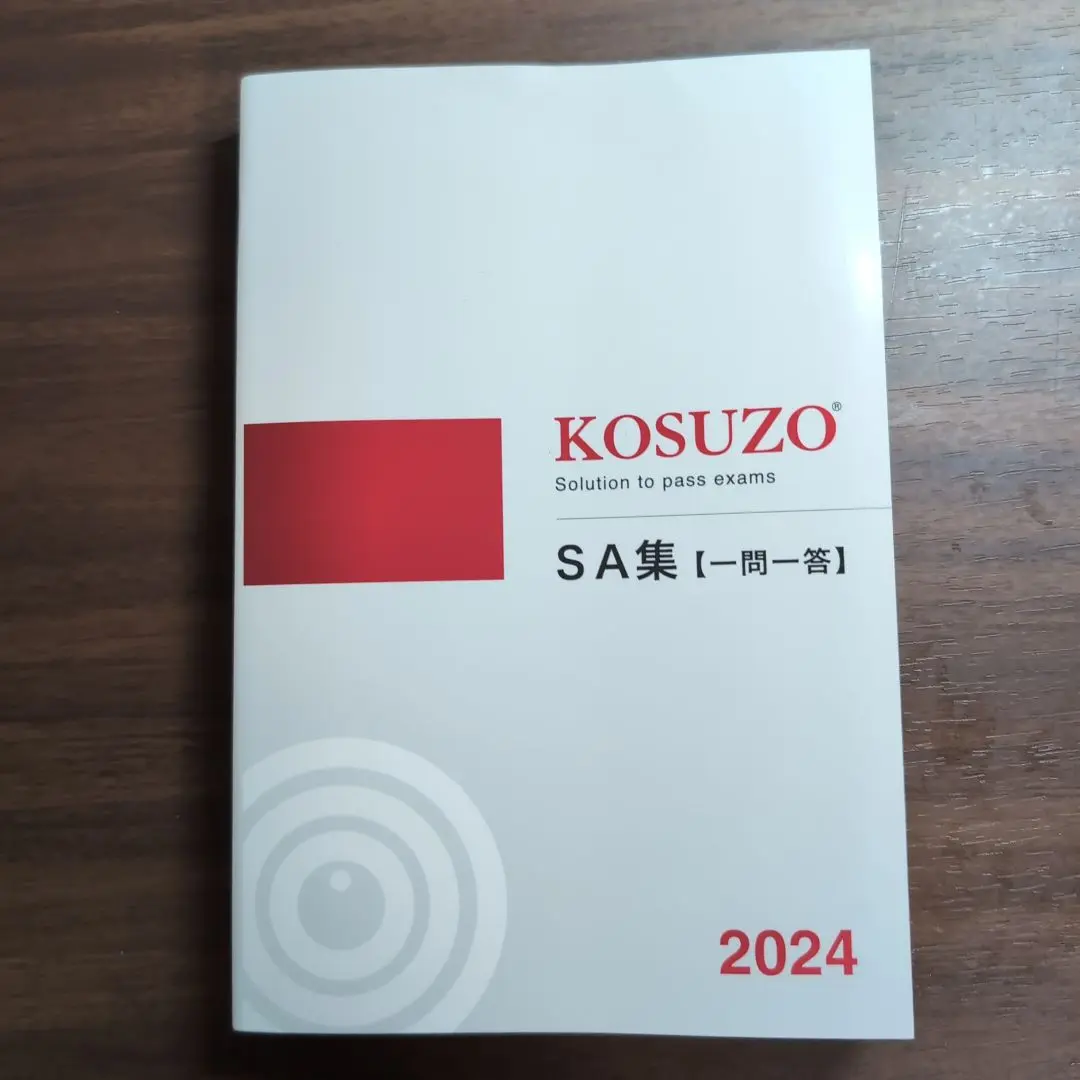 KOSUZO®
Solution to pass exams
SA集【一問一答】
2024